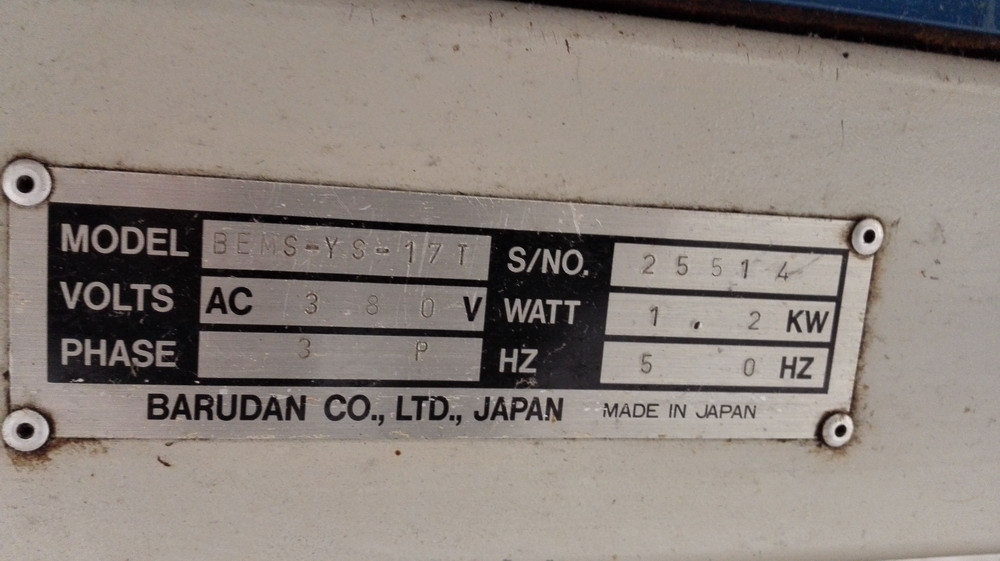 MODEL BEMS-YS-17T S/NO. 25514
VOLTS AC 380 V WATT 1.2 KW
PHASE 3 P HZ 50 HZ
BARUDAN CO., LTD., JAPAN MADE IN JAPAN